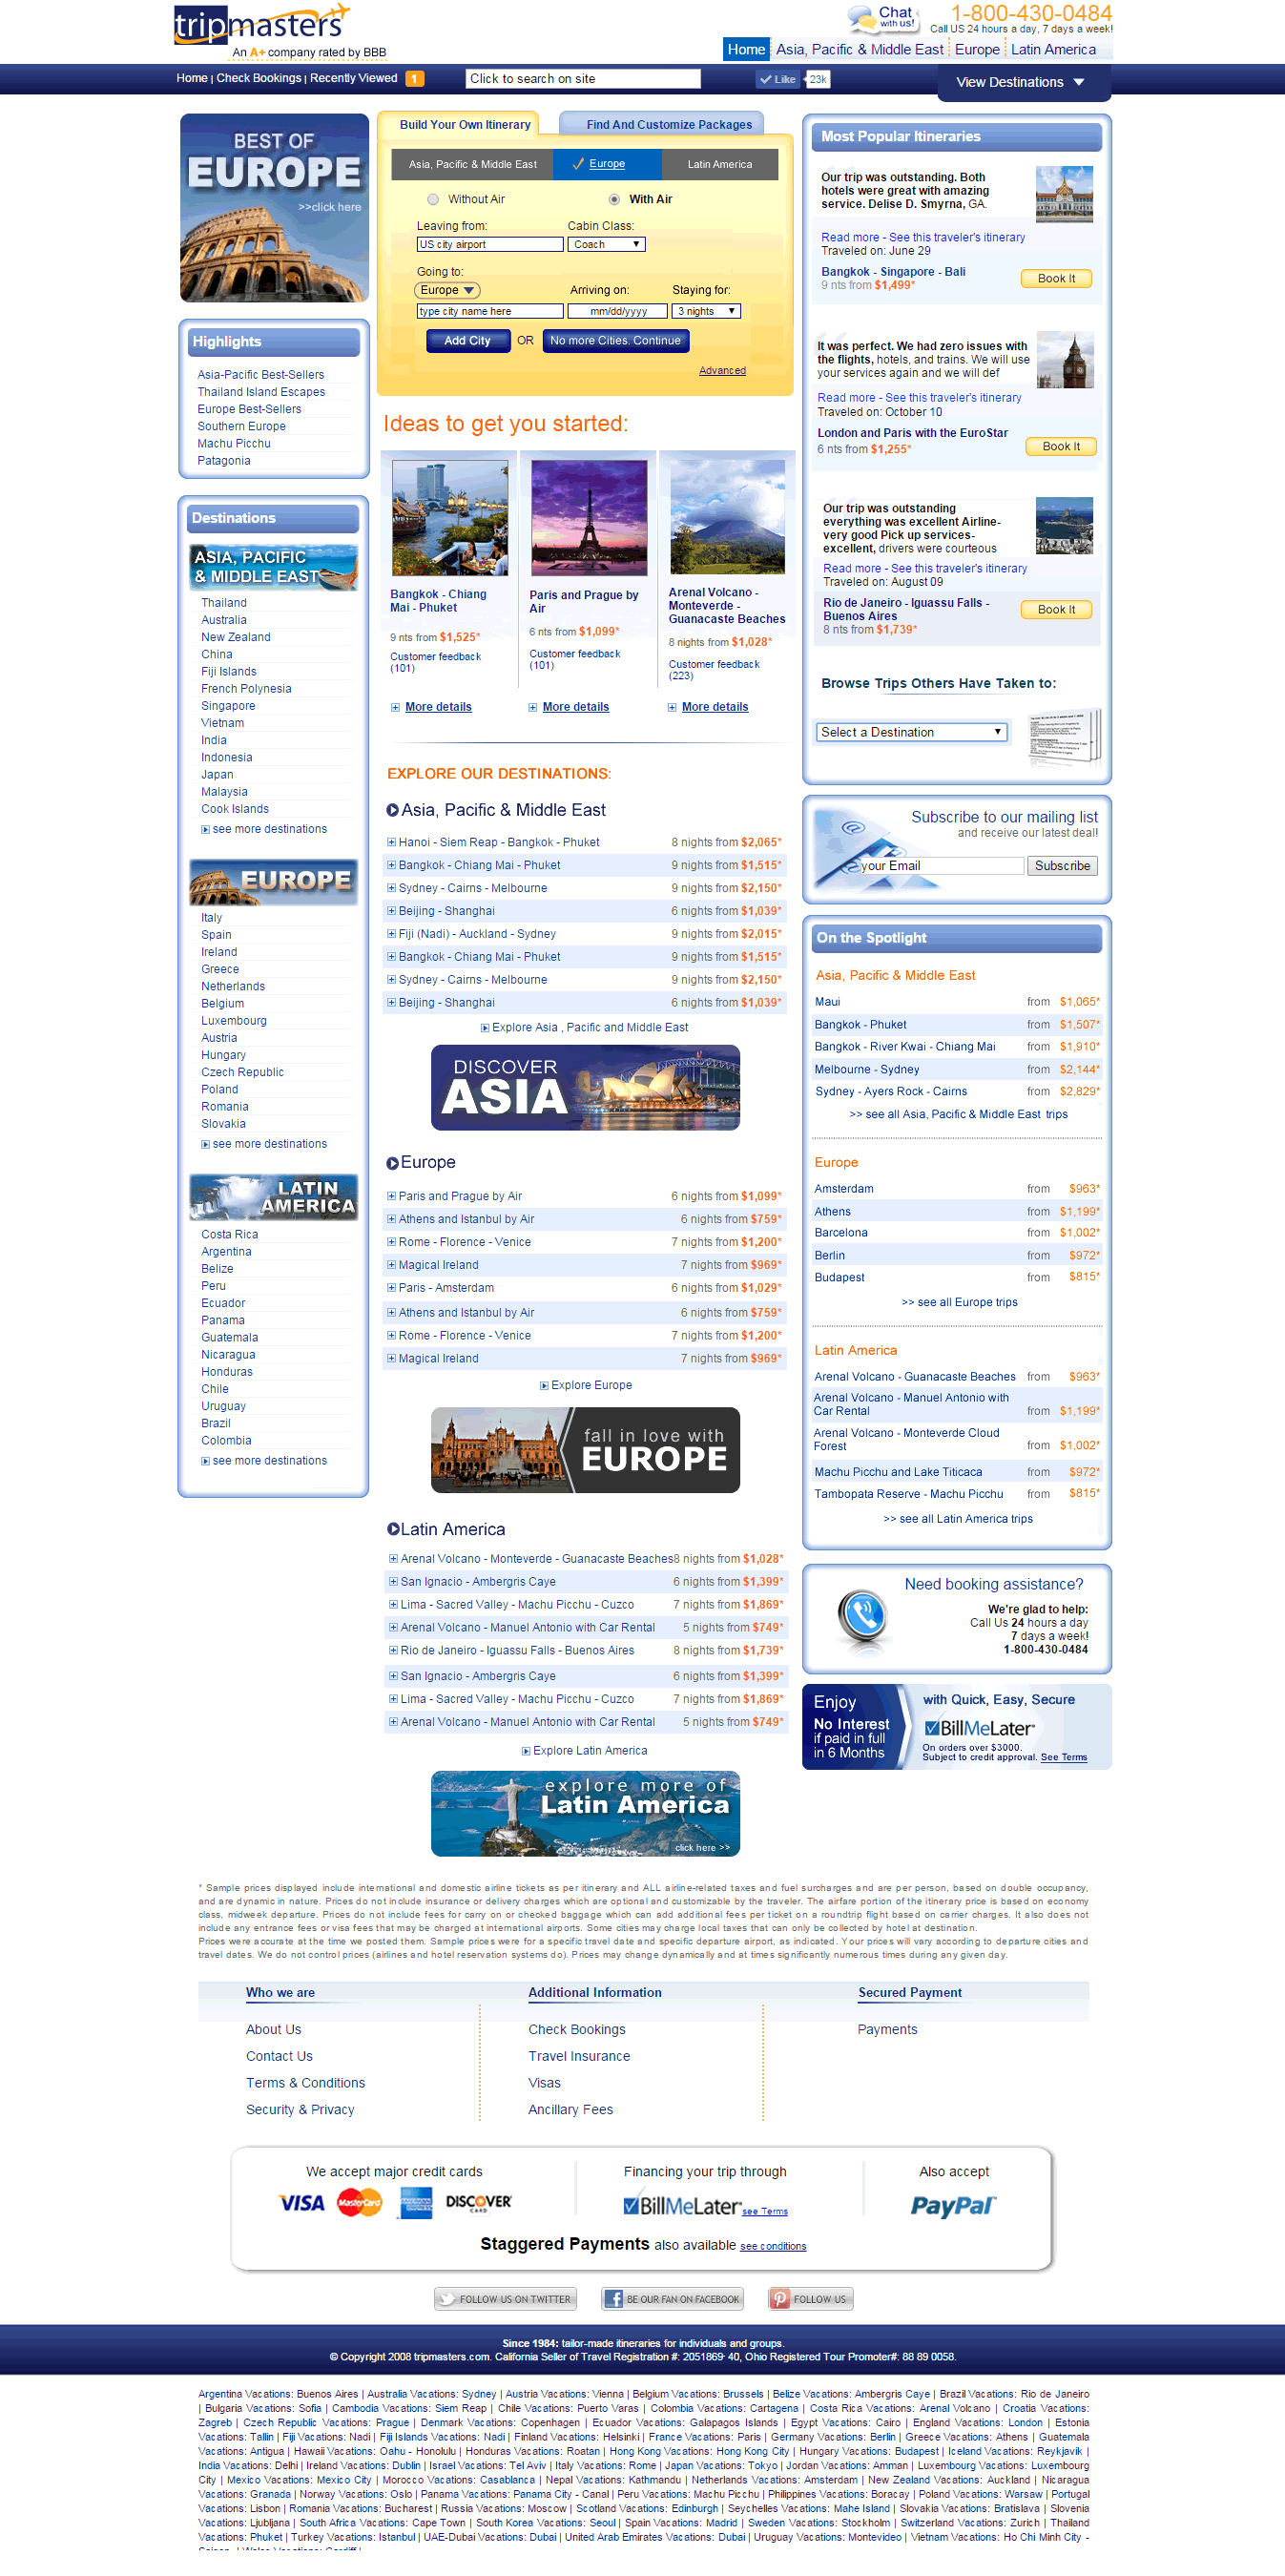 tripmasters
An A+ company rated by BBB
Chat with us!
1-800-430-0484
Call US 24 hours a day, 7 days a week!
Home
Asia, Pacific & Middle East
Europe
Latin America
Home | Check Bookings | Recently Viewed 1
Click to search on site
Like 23k
View Destinations
BEST OF
EUROPE
>>click here
Highlights
Asia-Pacific Best-Sellers
Thailand Island Escapes
Europe Best-Sellers
Southern Europe
Machu Picchu
Patagonia
Destinations
ASIA, PACIFIC
& MIDDLE EAST
Thailand
Australia
New Zealand
China
Fiji Islands
French Polynesia
Singapore
Vietnam
India
Indonesia
Japan
Malaysia
Cook Islands
see more destinations
EUROPE
Italy
Spain
Ireland
Greece
Netherlands
Belgium
Luxembourg
Austria
Hungary
Czech Republic
Poland
Romania
Slovakia
see more destinations
LATIN
AMERICA
Costa Rica
Argentina
Belize
Peru
Ecuador
Panama
Guatemala
Nicaragua
Honduras
Chile
Uruguay
Brazil
Colombia
see more destinations
Build Your Own Itinerary
Find And Customize Packages
Asia, Pacific & Middle East
Europe
Latin America
Without Air
With Air
Leaving from:
Cabin Class:
US city airport
Coach
Going to:
Europe
Arriving on:
Staying for:
type city name here
mm/dd/yyyy
3 nights
Add City
OR
No more Cities. Continue
Advanced
Ideas to get you started:
Bangkok - Chiang
Mai - Phuket
9 nts from $1,525*
Customer feedback
(101)
More details
Paris and Prague by
Air
6 nts from $1,099*
Customer feedback
(101)
More details
Arenal Volcano -
Monteverde -
Guanacaste Beaches
8 nights from $1,028*
Customer feedback
(223)
More details
EXPLORE OUR DESTINATIONS:
Asia, Pacific & Middle East
Hanoi - Siem Reap - Bangkok - Phuket 8 nights from $2,065*
Bangkok - Chiang Mai - Phuket 9 nights from $1,515*
Sydney - Cairns - Melbourne 9 nights from $2,150*
Beijing - Shanghai 6 nights from $1,039*
Fiji (Nadi) - Auckland - Sydney 9 nights from $2,015*
Bangkok - Chiang Mai - Phuket 9 nights from $1,515*
Sydney - Cairns - Melbourne 9 nights from $2,150*
Beijing - Shanghai 6 nights from $1,039*
Explore Asia , Pacific and Middle East
DISCOVER
ASIA
Europe
Paris and Prague by Air 6 nights from $1,099*
Athens and Istanbul by Air 6 nights from $759*
Rome - Florence - Venice 7 nights from $1,200*
Magical Ireland 7 nights from $969*
Paris - Amsterdam 6 nights from $1,029*
Athens and Istanbul by Air 6 nights from $759*
Rome - Florence - Venice 7 nights from $1,200*
Magical Ireland 7 nights from $969*
Explore Europe
fall in love with
EUROPE
Latin America
Arenal Volcano - Monteverde - Guanacaste Beaches 8 nights from $1,028*
San Ignacio - Ambergris Caye 6 nights from $1,399*
Lima - Sacred Valley - Machu Picchu - Cuzco 7 nights from $1,869*
Arenal Volcano - Manuel Antonio with Car Rental 5 nights from $749*
Rio de Janeiro - Iguassu Falls - Buenos Aires 8 nights from $1,739*
San Ignacio - Ambergris Caye 6 nights from $1,399*
Lima - Sacred Valley - Machu Picchu - Cuzco 7 nights from $1,869*
Arenal Volcano - Manuel Antonio with Car Rental 5 nights from $749*
Explore Latin America
explore more of
Latin America
click here >>
Most Popular Itineraries
Our trip was outstanding. Both
hotels were great with amazing
service. Delise D. Smyrna, GA.
Read more - See this traveler's itinerary
Traveled on: June 29
Bangkok - Singapore - Bali
9 nts from $1,499*
Book It
It was perfect. We had zero issues with
the flights, hotels, and trains. We will use
your services again and we will def
Read more - See this traveler's itinerary
Traveled on: October 10
London and Paris with the EuroStar
6 nts from $1,255*
Book It
Our trip was outstanding
everything was excellent Airline-
very good Pick up services-
excellent, drivers were courteous
Read more - See this traveler's itinerary
Traveled on: August 09
Rio de Janeiro - Iguassu Falls -
Buenos Aires
8 nts from $1,739*
Book It
Browse Trips Others Have Taken to:
Select a Destination
Subscribe to our mailing list
and receive our latest deal!
your Email
Subscribe
On the Spotlight
Asia, Pacific & Middle East
Maui from $1,065*
Bangkok - Phuket from $1,507*
Bangkok - River Kwai - Chiang Mai from $1,910*
Melbourne - Sydney from $2,144*
Sydney - Ayers Rock - Cairns from $2,829*
>> see all Asia, Pacific & Middle East trips
Europe
Amsterdam from $963*
Athens from $1,199*
Barcelona from $1,002*
Berlin from $972*
Budapest from $815*
>> see all Europe trips
Latin America
Arenal Volcano - Guanacaste Beaches from $963*
Arenal Volcano - Manuel Antonio with
Car Rental from $1,199*
Arenal Volcano - Monteverde Cloud
Forest from $1,002*
Machu Picchu and Lake Titicaca from $972*
Tambopata Reserve - Machu Picchu from $815*
>> see all Latin America trips
Need booking assistance?
We're glad to help:
Call Us 24 hours a day
7 days a week!
1-800-430-0484
Enjoy
No Interest
if paid in full
in 6 Months
with Quick, Easy, Secure
BillMeLater
On orders over $3000.
Subject to credit approval. See Terms
* Sample prices displayed include international and domestic airline tickets as per itinerary and ALL airline-related taxes and fuel surcharges and are per person, based on double occupancy,
and are dynamic in nature. Prices do not include insurance or delivery charges which are optional and customizable by the traveler. The airfare portion of the itinerary price is based on economy
class, midweek departure. Prices do not include fees for carry on or checked baggage which can add additional fees per ticket on a roundtrip flight based on carrier charges. It also does not
include any entrance fees or visa fees that may be charged at international airports. Some cities may charge local taxes that can only be collected by hotel at destination.
Prices were accurate at the time we posted them. Sample prices were for a specific travel date and specific departure airport, as indicated. Your prices will vary according to departure cities and
travel dates. We do not control prices (airlines and hotel reservation systems do). Prices may change dynamically and at times significantly numerous times during any given day.
Who we are
About Us
Contact Us
Terms & Conditions
Security & Privacy
Additional Information
Check Bookings
Travel Insurance
Visas
Ancillary Fees
Secured Payment
Payments
We accept major credit cards
VISA MasterCard DISCOVER
Financing your trip through
BillMeLater see Terms
Also accept
PayPal
Staggered Payments also available see conditions
FOLLOW US ON TWITTER
BE OUR FAN ON FACEBOOK
FOLLOW US
Since 1984: tailor-made itineraries for individuals and groups.
© Copyright 2008 tripmasters.com. California Seller of Travel Registration #: 2051869- 40, Ohio Registered Tour Promoter#: 88 89 0058.
Argentina Vacations: Buenos Aires | Australia Vacations: Sydney | Austria Vacations: Vienna | Belgium Vacations: Brussels | Belize Vacations: Ambergris Caye | Brazil Vacations: Rio de Janeiro
| Bulgaria Vacations: Sofia | Cambodia Vacations: Siem Reap | Chile Vacations: Puerto Varas | Colombia Vacations: Cartagena | Costa Rica Vacations: Arenal Volcano | Croatia Vacations:
Zagreb | Czech Republic Vacations: Prague | Denmark Vacations: Copenhagen | Ecuador Vacations: Galapagos Islands | Egypt Vacations: Cairo | England Vacations: London | Estonia
Vacations: Tallin | Fiji Vacations: Nadi | Fiji Islands Vacations: Nadi | Finland Vacations: Helsinki | France Vacations: Paris | Germany Vacations: Berlin | Greece Vacations: Athens | Guatemala
Vacations: Antigua | Hawaii Vacations: Oahu - Honolulu | Honduras Vacations: Roatan | Hong Kong Vacations: Hong Kong City | Hungary Vacations: Budapest | Iceland Vacations: Reykjavik |
India Vacations: Delhi | Ireland Vacations: Dublin | Israel Vacations: Tel Aviv | Italy Vacations: Rome | Japan Vacations: Tokyo | Jordan Vacations: Amman | Luxembourg Vacations: Luxembourg
City | Mexico Vacations: Mexico City | Morocco Vacations: Casablanca | Nepal Vacations: Kathmandu | Netherlands Vacations: Amsterdam | New Zealand Vacations: Auckland | Nicaragua
Vacations: Granada | Norway Vacations: Oslo | Panama Vacations: Panama City - Canal | Peru Vacations: Machu Picchu | Philippines Vacations: Boracay | Poland Vacations: Warsaw | Portugal
Vacations: Lisbon | Romania Vacations: Bucharest | Russia Vacations: Moscow | Scotland Vacations: Edinburgh | Seychelles Vacations: Mahe Island | Slovakia Vacations: Bratislava | Slovenia
Vacations: Ljubljana | South Africa Vacations: Cape Town | South Korea Vacations: Seoul | Spain Vacations: Madrid | Sweden Vacations: Stockholm | Switzerland Vacations: Zurich | Thailand
Vacations: Phuket | Turkey Vacations: Istanbul | UAE-Dubai Vacations: Dubai | United Arab Emirates Vacations: Dubai | Uruguay Vacations: Montevideo | Vietnam Vacations: Ho Chi Minh City -